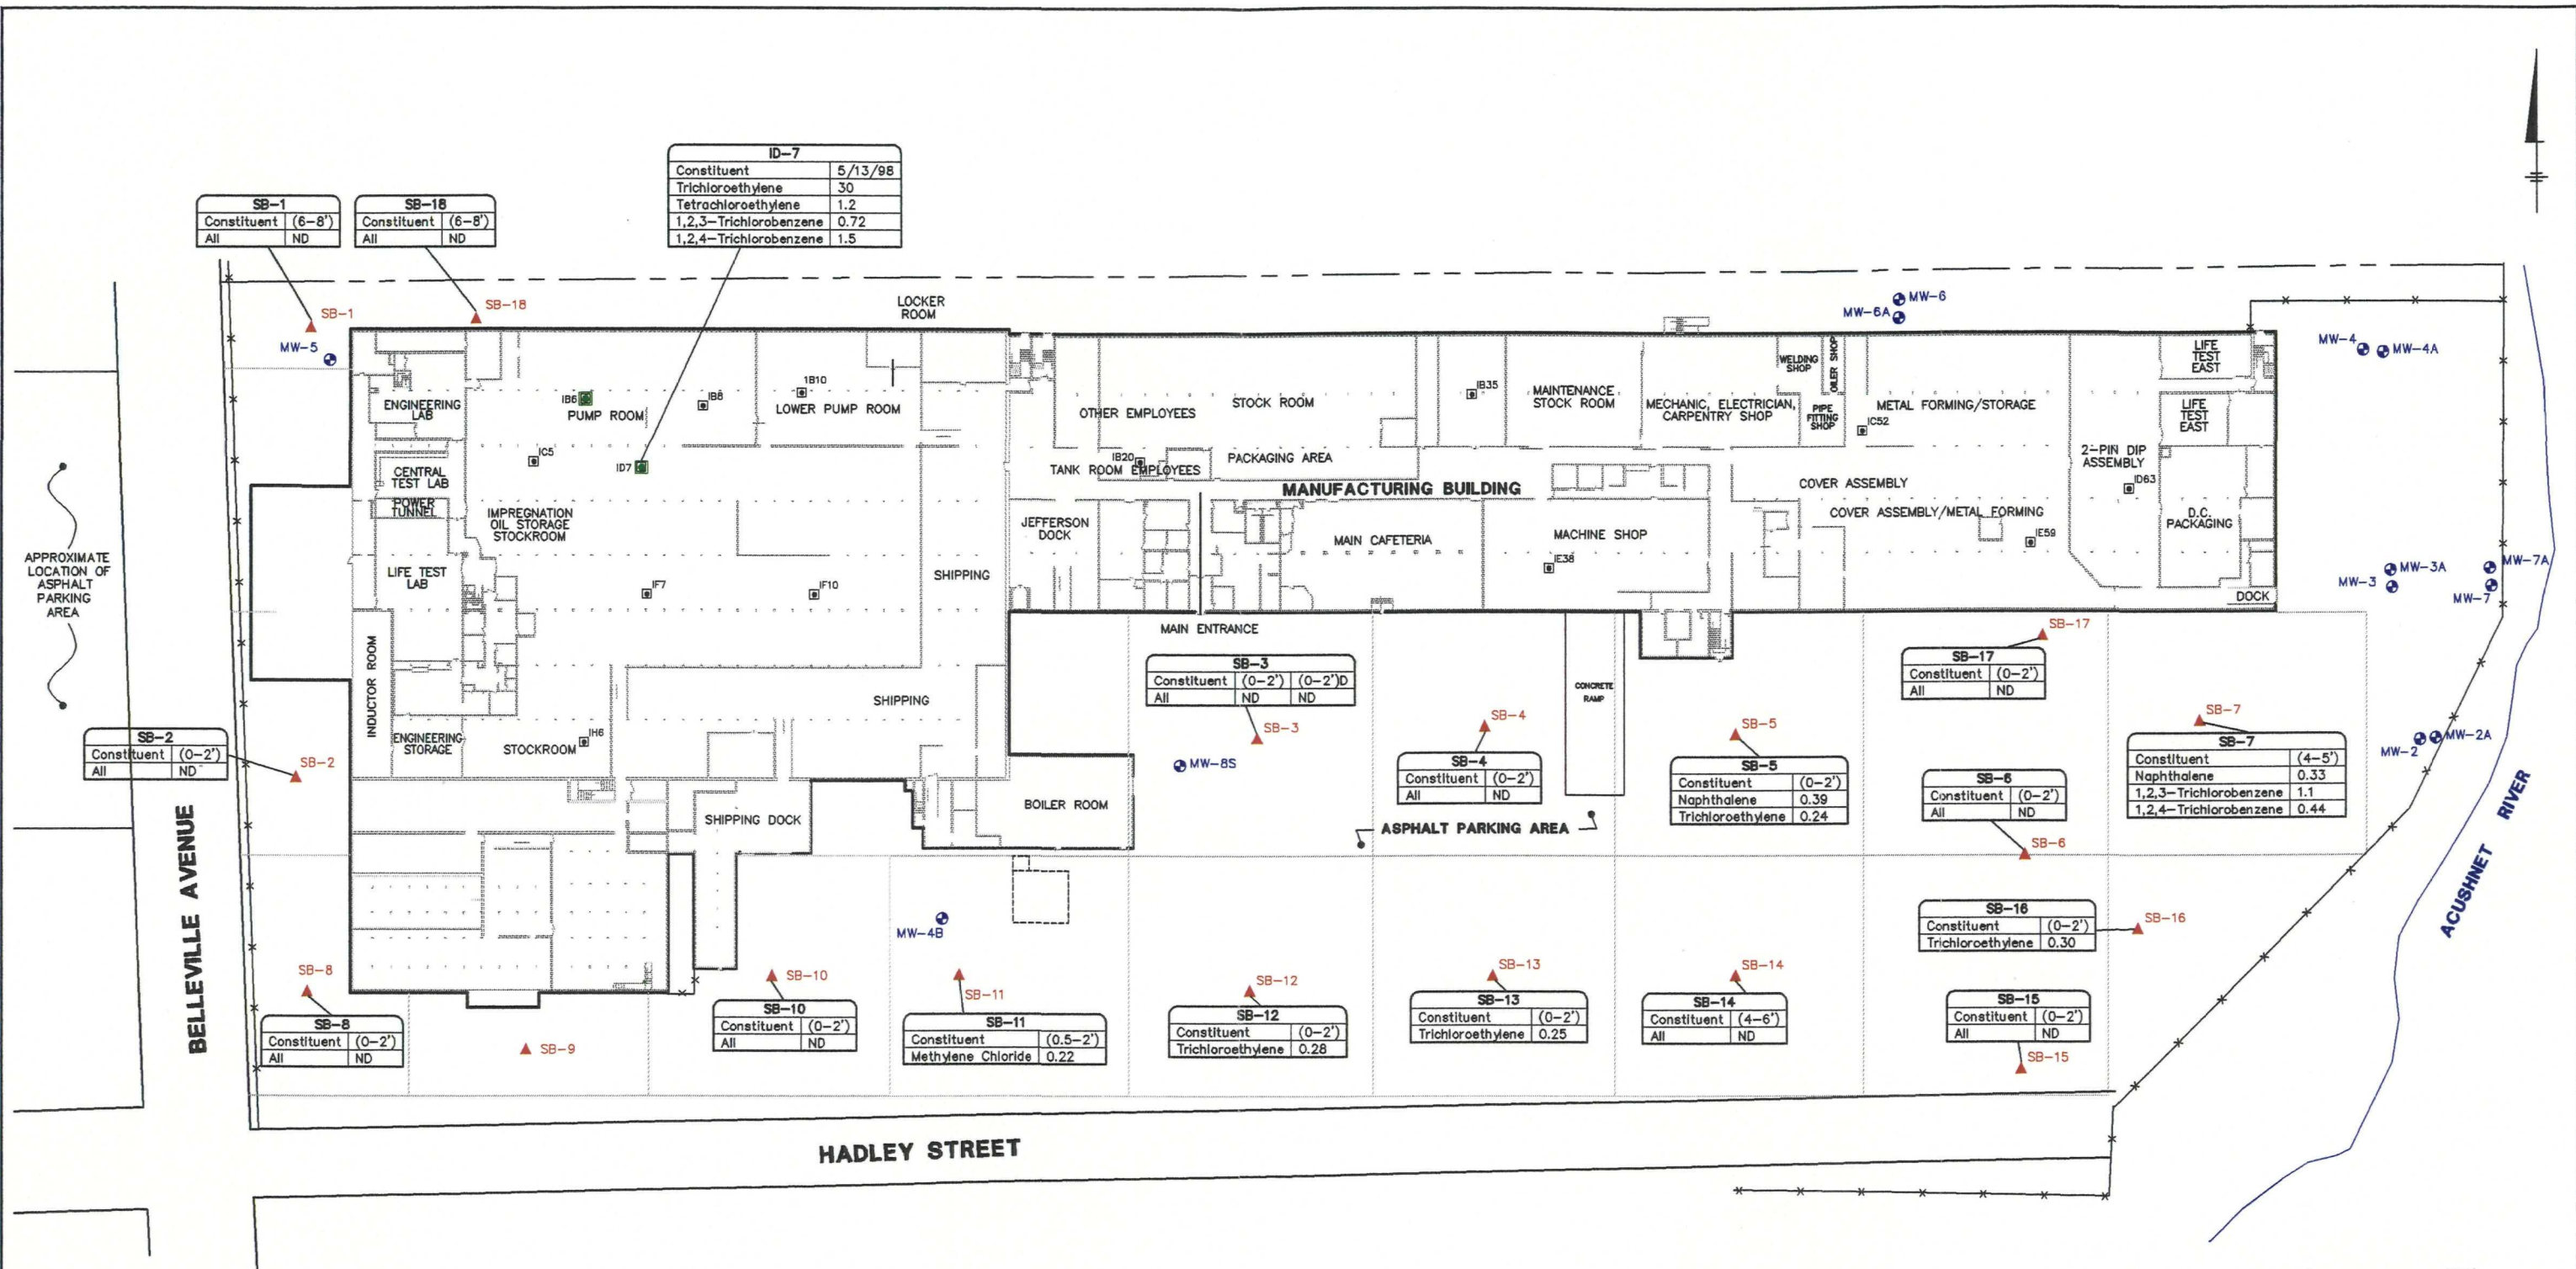 ID-7
Constituent 5/13/98
Trichloroethylene 30
Tetrachloroethylene 1.2
1,2,3-Trichlorobenzene 0.72
1,2,4-Trichlorobenzene 1.5
SB-1
Constituent (6-8')
All ND
SB-18
Constituent (6-8')
All ND
SB-1
SB-18
MW-5
LOCKER
ROOM
MW-6
MW-6A
MW-4
MW-4A
ENGINEERING
LAB
IB6
PUMP ROOM
IB8
1B10
LOWER PUMP ROOM
OTHER EMPLOYEES
STOCK ROOM
IB35
MAINTENANCE
STOCK ROOM
MECHANIC, ELECTRICIAN,
CARPENTRY SHOP
WELDING
SHOP
OILER SHOP
PIPE
FITTING
SHOP
METAL FORMING/STORAGE
IC52
LIFE
TEST
EAST
LIFE
TEST
EAST
IC5
ID7
CENTRAL
TEST LAB
POWER
TUNNEL
IMPREGNATION
OIL STORAGE
STOCKROOM
IB20
TANK ROOM EMPLOYEES
PACKAGING AREA
MANUFACTURING BUILDING
COVER ASSEMBLY
COVER ASSEMBLY/METAL FORMING
2-PIN DIP
ASSEMBLY
ID63
D.C.
PACKAGING
JEFFERSON
DOCK
MAIN CAFETERIA
MACHINE SHOP
IE38
IE59
LIFE TEST
LAB
IF7
IF10
SHIPPING
DOCK
MW-3A
MW-3
MW-7A
MW-7
APPROXIMATE
LOCATION OF
ASPHALT
PARKING
AREA
INDUCTOR ROOM
SHIPPING
ENGINEERING
STORAGE
STOCKROOM
IH6
MAIN ENTRANCE
SB-3
Constituent (0-2') (0-2')D
All ND ND
SB-3
MW-8S
SB-4
SB-4
Constituent (0-2')
All ND
CONCRETE
RAMP
SB-5
SB-5
Constituent (0-2')
Naphthalene 0.39
Trichloroethylene 0.24
SB-17
SB-17
Constituent (0-2')
All ND
SB-6
Constituent (0-2')
All ND
SB-6
SB-7
SB-7
Constituent (4-5')
Naphthalene 0.33
1,2,3-Trichlorobenzene 1.1
1,2,4-Trichlorobenzene 0.44
MW-2
MW-2A
SB-2
Constituent (0-2')
All ND
SB-2
SHIPPING DOCK
BOILER ROOM
ASPHALT PARKING AREA
BELLEVILLE AVENUE
ACUSHNET RIVER
MW-4B
SB-16
Constituent (0-2')
Trichloroethylene 0.30
SB-16
SB-8
SB-8
Constituent (0-2')
All ND
SB-9
SB-10
SB-10
Constituent (0-2')
All ND
SB-11
SB-11
Constituent (0.5-2')
Methylene Chloride 0.22
SB-12
SB-12
Constituent (0-2')
Trichloroethylene 0.28
SB-13
SB-13
Constituent (0-2')
Trichloroethylene 0.25
SB-14
SB-14
Constituent (4-6')
All ND
SB-15
Constituent (0-2')
All ND
SB-15
HADLEY STREET